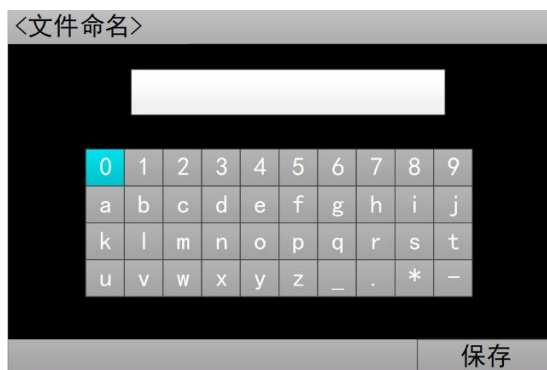 <文件命名>
0 1 2 3 4 5 6 7 8 9
a b c d e f g h i j
k l m n o p q r s t
u v w x y z _ . * -
保存